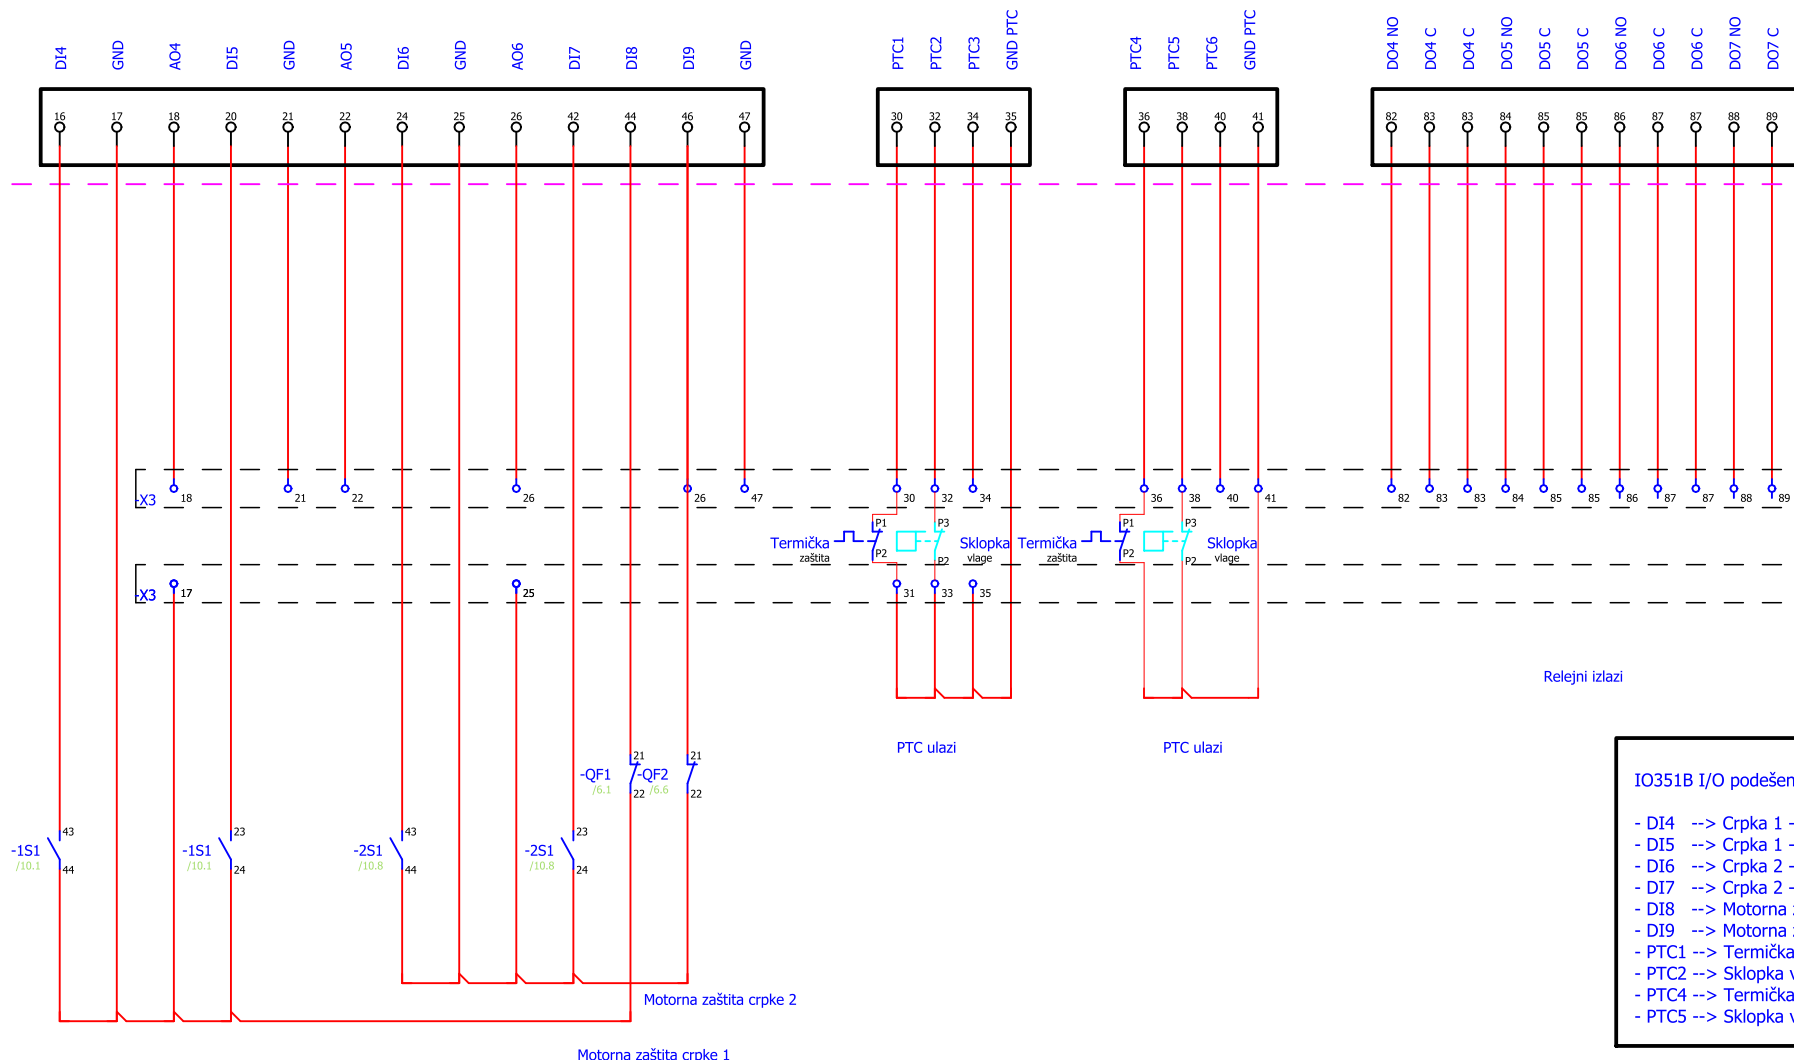 DI4 GND AO4 DI5 GND AO5 DI6 GND AO6 DI7 DI8 DI9 GND PTC1 PTC2 PTC3 GND PTC PTC4 PTC5 PTC6 GND PTC DO4 NO DO4 C DO4 C DO5 NO DO5 C DO5 C DO6 NO DO6 C DO6 C DO7 NO DO7 C
16 17 18 20 21 22 24 25 26 42 44 46 47 30 32 34 35 36 38 40 41 82 83 83 84 85 85 86 87 87 88 89
-X3 18 21 22 26 26 47 30 32 34 36 38 40 41 82 83 83 84 85 85 86 87 87 88 89
P1 P3 P1 P3
Termička Sklopka Termička Sklopka
zaštita P2 P2 vlage zaštita P2 P2 vlage
-X3 17 25 31 33 35
Relejni izlazi
PTC ulazi PTC ulazi
21 21
-QF1 -QF2
/6.1 /6.6
22 22
43 23 43 23
-1S1 -1S1 -2S1 -2S1
/10.1 /10.1 /10.8 /10.8
44 24 44 24
Motorna zaštita crpke 2
Motorna zaštita crpke 1
IO351B I/O podešen
- DI4 --> Crpka 1 -
- DI5 --> Crpka 1 -
- DI6 --> Crpka 2 -
- DI7 --> Crpka 2 -
- DI8 --> Motorna
- DI9 --> Motorna
- PTC1 --> Termička
- PTC2 --> Sklopka v
- PTC4 --> Termička
- PTC5 --> Sklopka v